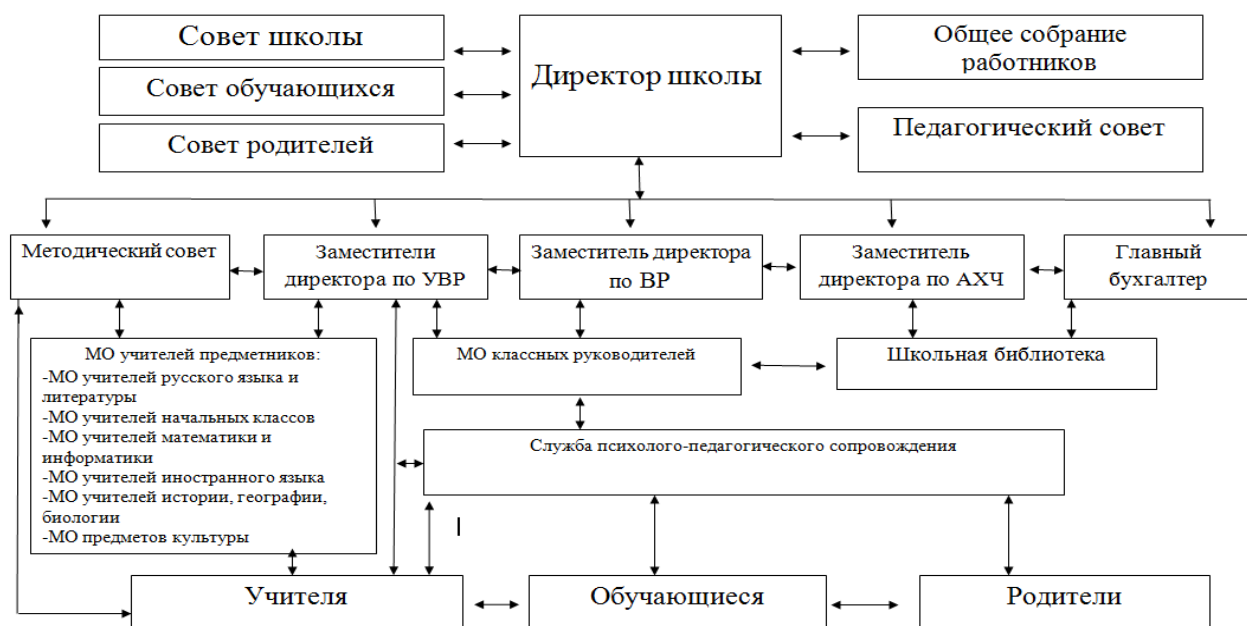 Совет школы
Совет обучающихся
Совет родителей
Директор школы
Общее собрание
работников
Педагогический совет
Методический совет
Заместители
директора по УВР
Заместитель директора
по ВР
Заместитель
директора по АХЧ
Главный
бухгалтер
МО учителей предметников:
-МО учителей русского языка и
литературы
-МО учителей начальных классов
-МО учителей математики и
информатики
-МО учителей иностранного языка
-МО учителей истории, географии,
биологии
-МО предметов культуры
МО классных руководителей
Школьная библиотека
Служба психолого-педагогического сопровождения
Учителя
Обучающиеся
Родители